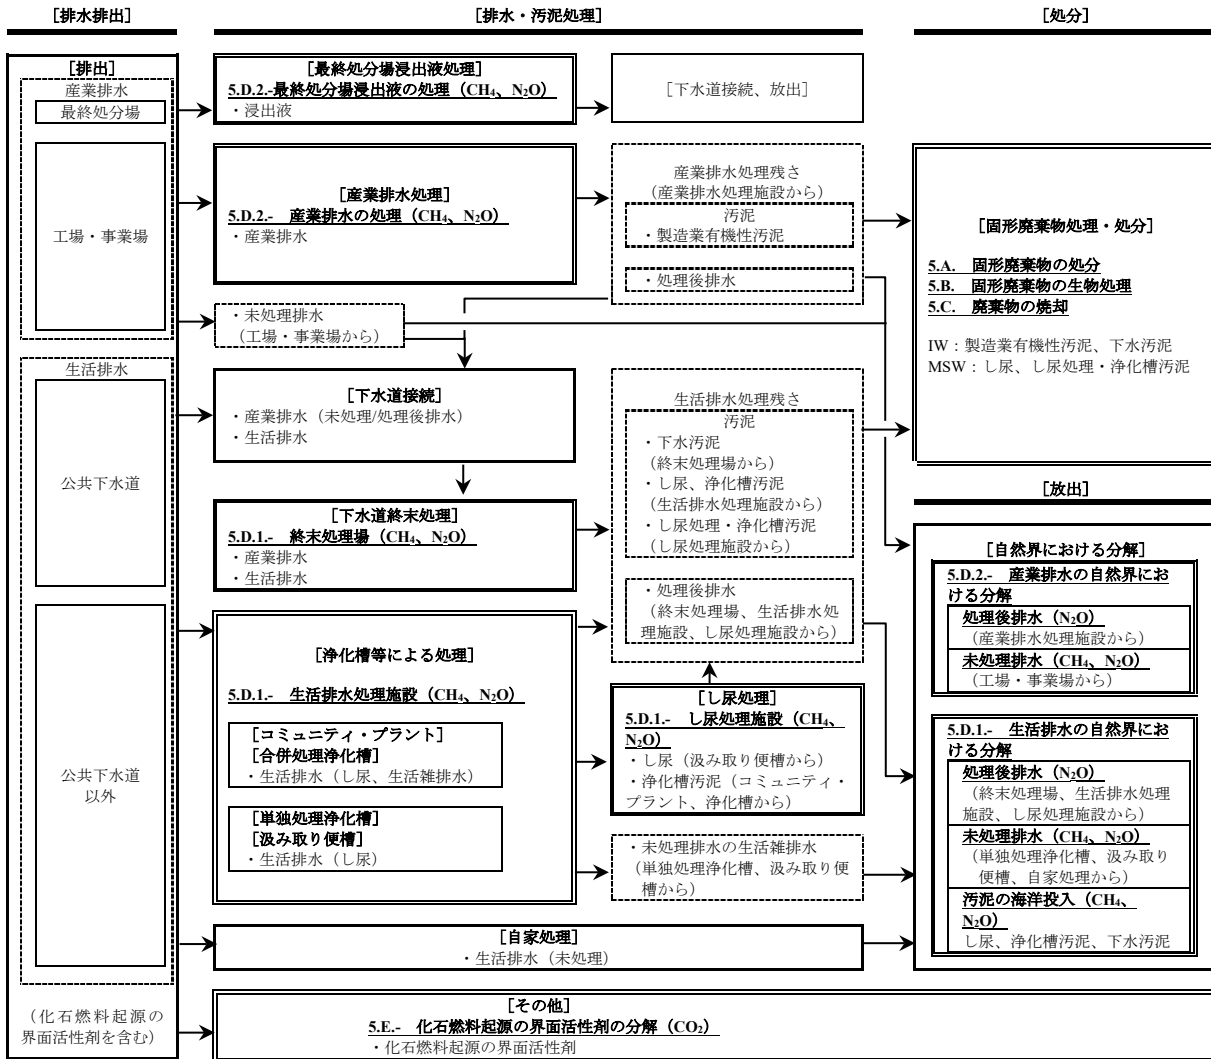 [排水排出]
[排水・汚泥処理]
[処分]
[排出]
産業排水
最終処分場
工場・事業場
生活排水
公共下水道
公共下水道
以外
（化石燃料起源の
界面活性剤を含む）
[最終処分場浸出液処理]
5.D.2.-最終処分場浸出液の処理（CH₄、N₂O）
・浸出液
［下水道接続、放出］
[産業排水処理]
5.D.2.-　産業排水の処理（CH₄、N₂O）
・産業排水
産業排水処理残さ
（産業排水処理施設から）
汚泥
・製造業有機性汚泥
・処理後排水
・未処理排水
（工場・事業場から）
[下水道接続]
・産業排水（未処理/処理後排水）
・生活排水
[下水道終末処理]
5.D.1.-　終末処理場（CH₄、N₂O）
・産業排水
・生活排水
生活排水処理残さ
汚泥
・下水汚泥
（終末処理場から）
・し尿、浄化槽汚泥
（生活排水処理施設から）
・し尿処理・浄化槽汚泥
（し尿処理施設から）
・処理後排水
（終末処理場、生活排水処
理施設、し尿処理施設から）
[浄化槽等による処理]
5.D.1.-　生活排水処理施設（CH₄、N₂O）
[コミュニティ・プラント]
[合併処理浄化槽]
・生活排水（し尿、生活雑排水）
[単独処理浄化槽]
[汲み取り便槽]
・生活排水（し尿）
[し尿処理]
5.D.1.-　し尿処理施設（CH₄、
N₂O）
・し尿（汲み取り便槽から）
・浄化槽汚泥（コミュニティ・
プラント、浄化槽から）
・未処理排水の生活雑排水
（単独処理浄化槽、汲み取り便
槽から）
[自家処理]
・生活排水（未処理）
[その他]
5.E.-　化石燃料起源の界面活性剤の分解（CO₂）
・化石燃料起源の界面活性剤
[固形廃棄物処理・処分]
5.A.　固形廃棄物の処分
5.B.　固形廃棄物の生物処理
5.C.　廃棄物の焼却
IW：製造業有機性汚泥、下水汚泥
MSW：し尿、し尿処理・浄化槽汚泥
[放出]
[自然界における分解]
5.D.2.-　産業排水の自然界にお
ける分解
処理後排水（N₂O）
（産業排水処理施設から）
未処理排水（CH₄、N₂O）
（工場・事業場から）
5.D.1.-　生活排水の自然界にお
ける分解
処理後排水（N₂O）
（終末処理場、生活排水処理
施設、し尿処理施設から）
未処理排水（CH₄、N₂O）
（単独処理浄化槽、汲み取り
便槽、自家処理から）
汚泥の海洋投入（CH₄、
N₂O）
し尿、浄化槽汚泥、下水汚泥